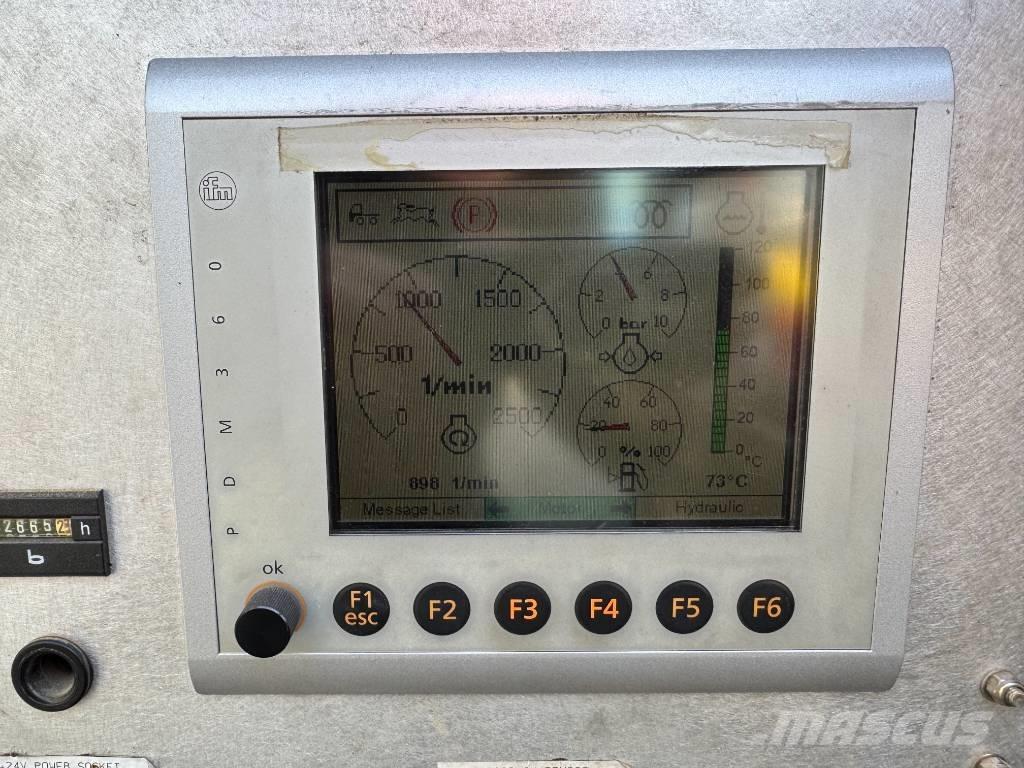 ifm
PDM360
P
120
1000 1500
6
100
2 8
0 bar 10
80
500 2000
60
1/min
40 60
40
0 2500
20 80
20
0 % 100
0 °C
898 1/min
73°C
Message List Motor Hydraulic
h
ok
F1 esc F2 F3 F4 F5 F6
24V POWER SOCKET
MASCUS